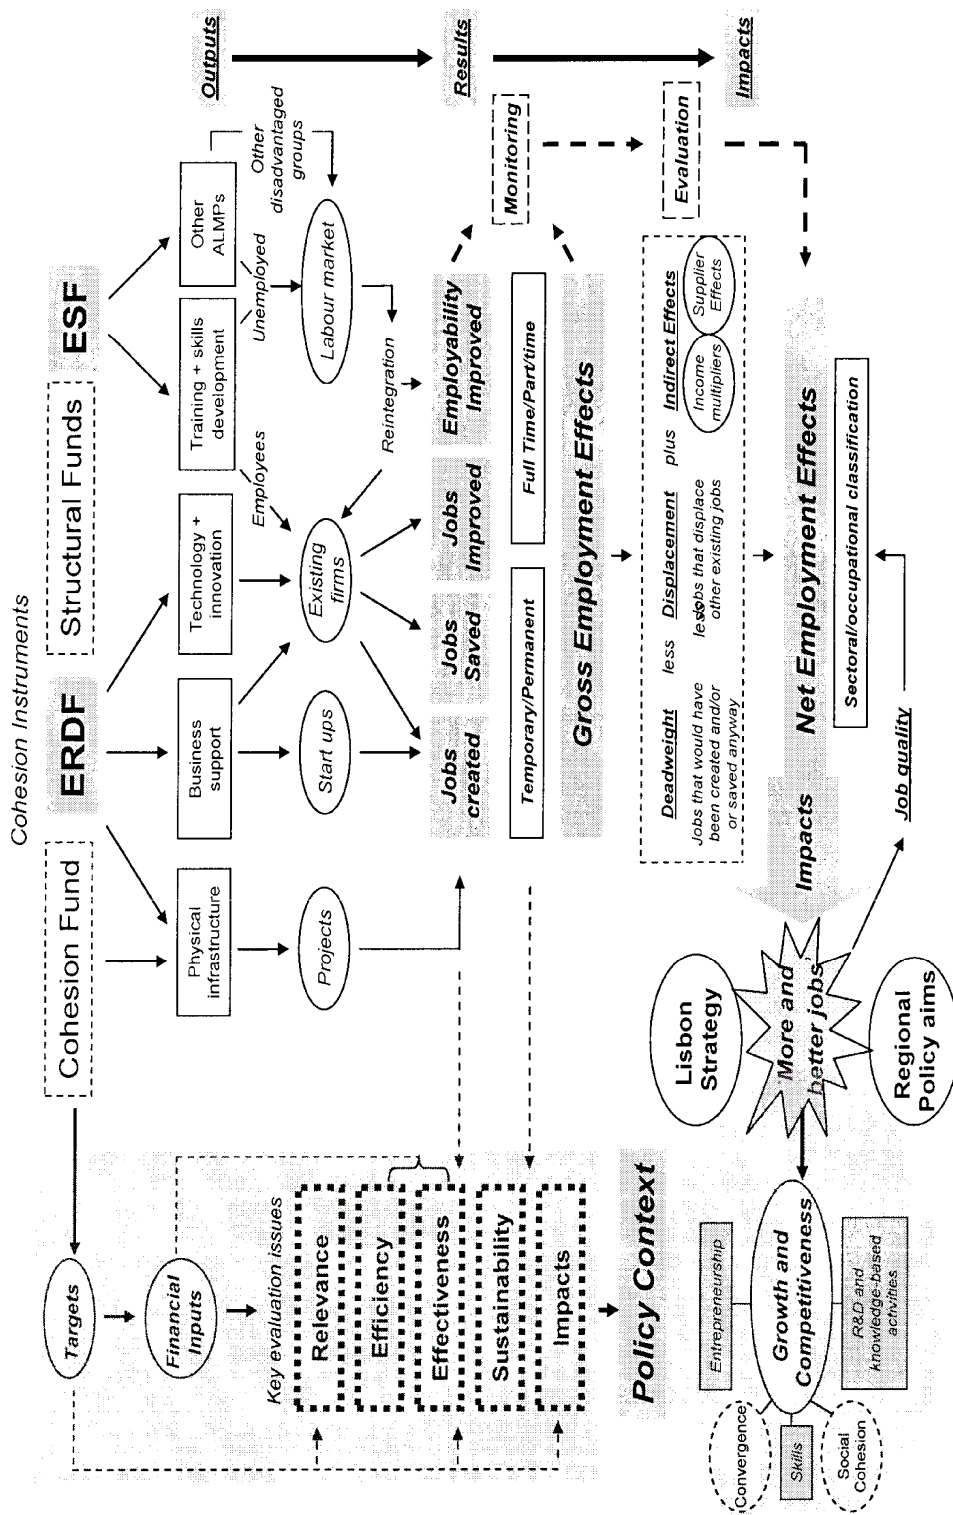 Cohesion Instruments
Cohesion Fund
ERDF
Structural Funds
ESF
Outputs
Results
Impacts
Physical
infrastructure
Business
support
Technology +
innovation
Training + skills
development
Other
ALMPs
Employees
Unemployed
Other
disadvantaged
groups
Projects
Start ups
Existing
firms
Labour market
Reintegration
Jobs
created
Jobs
Saved
Jobs
Improved
Employability
Improved
Temporary/Permanent
Full Time/Part/time
Monitoring
Gross Employment Effects
Evaluation
Deadweight
less
Displacement
plus
Indirect Effects
Jobs that would have
been created and/or
or saved anyway
less
Jobs that displace
other existing jobs
Income
multipliers
Supplier
Effects
Impacts
Net Employment Effects
Sectoral/occupational classification
Job quality
Targets
Financial
Inputs
Key evaluation issues
Relevance
Efficiency
Effectiveness
Sustainability
Impacts
Policy Context
Lisbon
Strategy
'More and
better jobs'
Regional
Policy aims
Entrepreneurship
Growth and
Competitiveness
R&D and
knowledge-based
activities
Convergence
Skills
Social
Cohesion